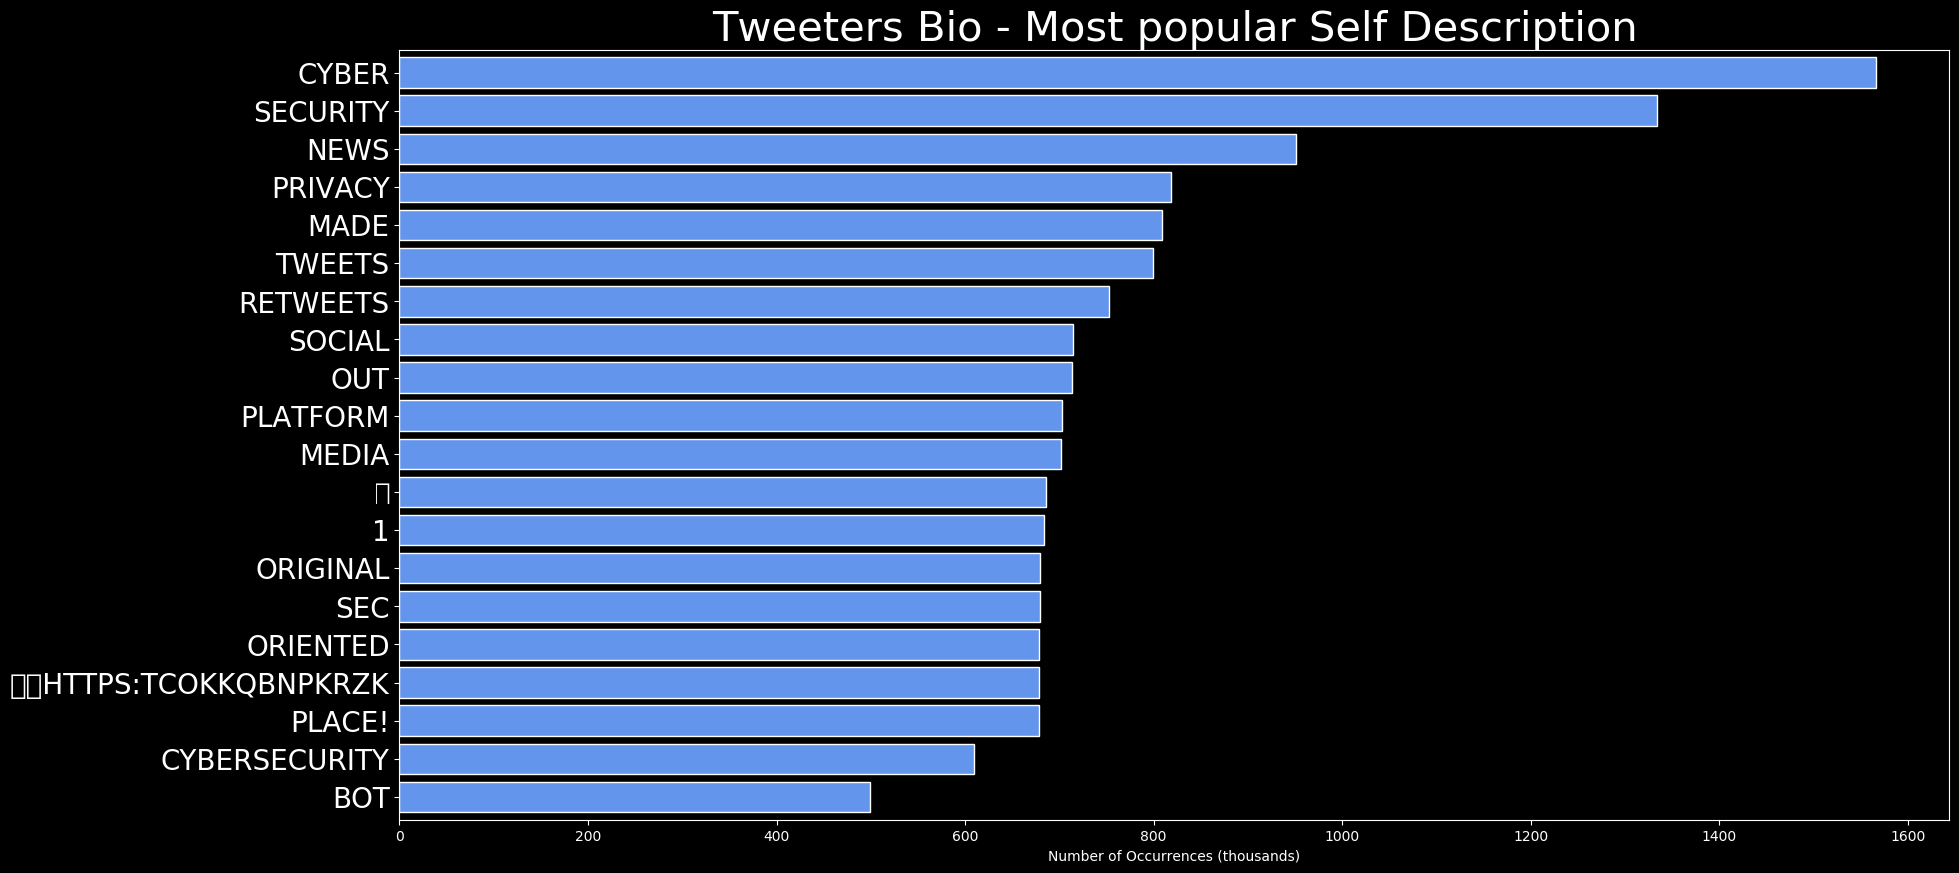 Tweeters Bio - Most popular Self Description
CYBER
SECURITY
NEWS
PRIVACY
MADE
TWEETS
RETWEETS
SOCIAL
OUT
PLATFORM
MEDIA
1
ORIGINAL
SEC
ORIENTED
HTTPS:TCOKKQBNPKRZK
PLACE!
CYBERSECURITY
BOT
0 200 400 600 800 1000 1200 1400 1600
Number of Occurrences (thousands)